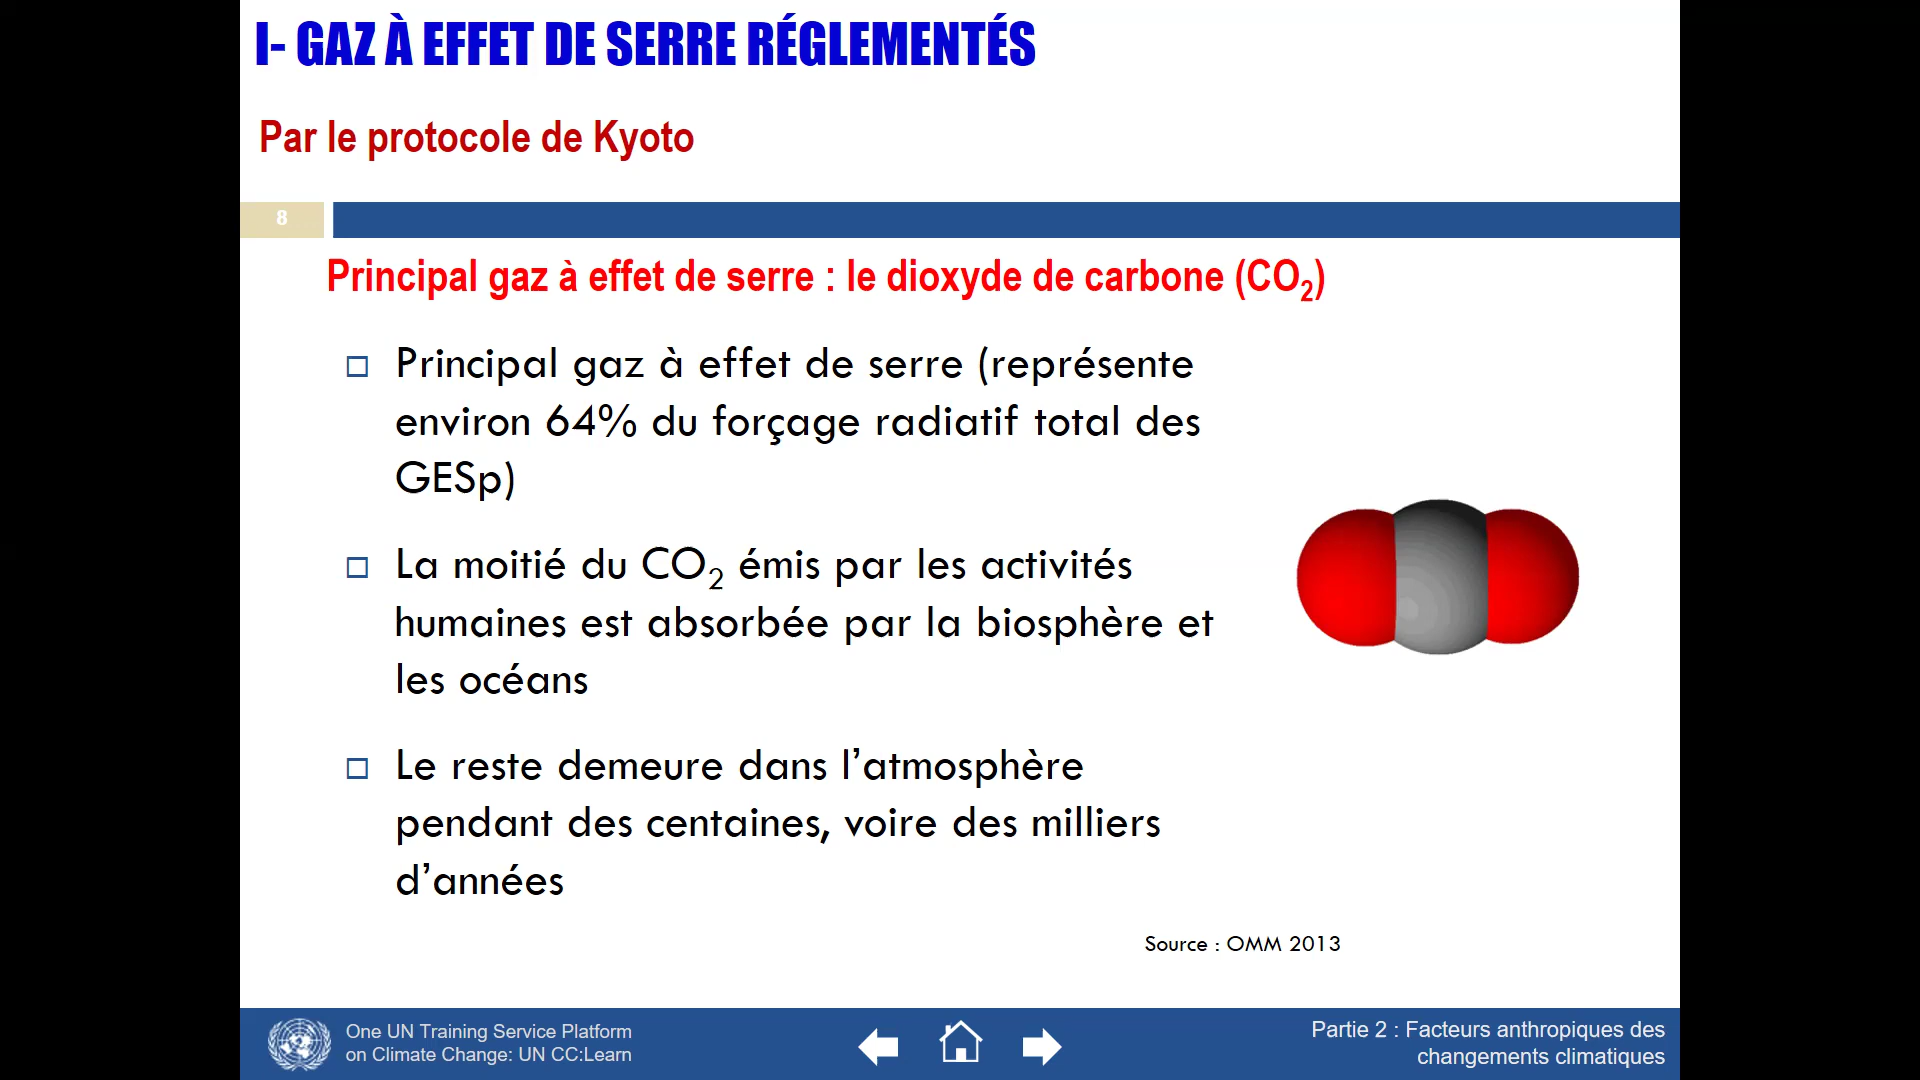 I- GAZ À EFFET DE SERRE RÉGLEMENTÉS
Par le protocole de Kyoto
8
Principal gaz à effet de serre : le dioxyde de carbone (CO₂)
Principal gaz à effet de serre (représente
environ 64% du forçage radiatif total des
GESp)
La moitié du CO₂ émis par les activités
humaines est absorbée par la biosphère et
les océans
Le reste demeure dans l’atmosphère
pendant des centaines, voire des milliers
d’années
Source : OMM 2013
One UN Training Service Platform
on Climate Change: UN CC:Learn
Partie 2 : Facteurs anthropiques des
changements climatiques